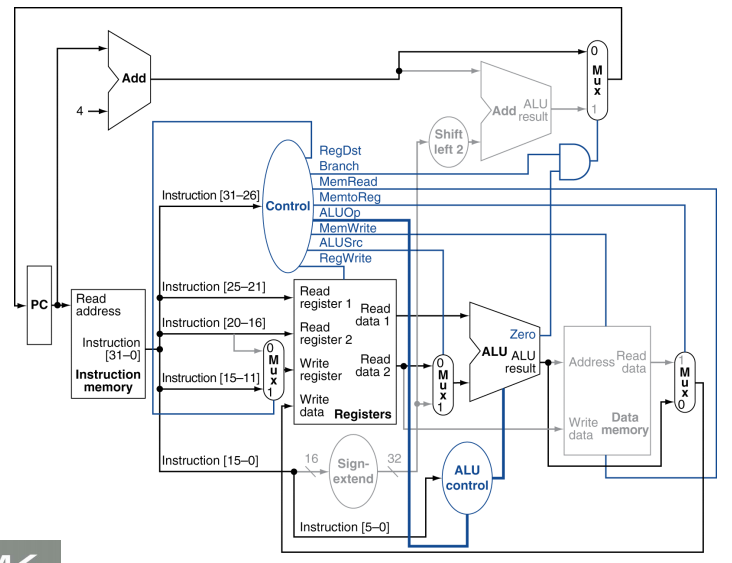 Add
4
0
M
u
x
1
Add ALU
result
Shift
left 2
RegDst
Branch
MemRead
MemtoReg
ALUOp
MemWrite
ALUSrc
RegWrite
Control
Instruction [31–26]
Instruction [25–21]
Instruction [20–16]
Instruction [15–11]
Instruction [15–0]
Instruction [5–0]
PC
Read
address
Instruction
[31–0]
Instruction
memory
0
M
u
x
1
Read
register 1
Read
register 2
Write
register
Write
data
Read
data 1
Read
data 2
Registers
0
M
u
x
1
Zero
ALU ALU
result
Address
Read
data
Write
data
Data
memory
1
M
u
x
0
16
Sign-
extend
32
ALU
control